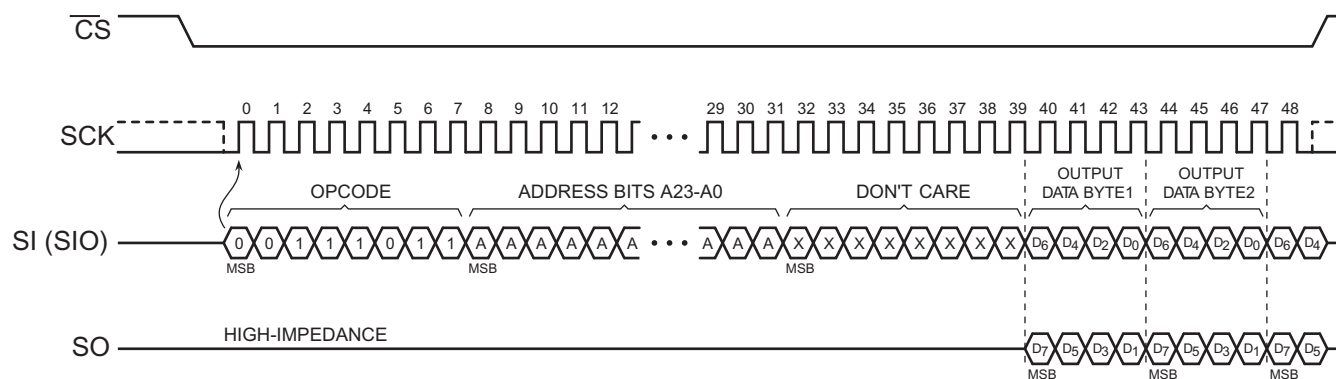 CS
0 1 2 3 4 5 6 7 8 9 10 11 12 29 30 31 32 33 34 35 36 37 38 39 40 41 42 43 44 45 46 47 48
SCK • • •
OPCODE ADDRESS BITS A23-A0 DON'T CARE OUTPUT DATA BYTE1 OUTPUT DATA BYTE2
SI (SIO) 0 0 1 1 1 0 1 1 A A A A A A • • • A A A X X X X X X X X D6 D4 D2 D0 D6 D4 D2 D0 D6 D4
MSB MSB MSB
HIGH-IMPEDANCE
SO D7 D5 D3 D1 D7 D5 D3 D1 D7 D5
MSB MSB MSB